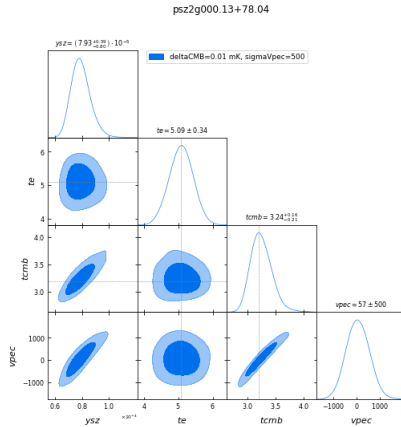 psz2g000.13+78.04
ysz = (7.93 +0.59 −0.80) · 10⁻⁵
deltaCMB=0.01 mK, sigmaVpec=500
te = 5.09 ± 0.34
6
te
5
4
tcmb = 3.24 +0.16 −0.21
4.0
tcmb
3.5
3.0
vpec = 57 ± 500
1000
vpec
0
−1000
0.6 0.8 1.0 4 5 6 3.0 3.5 4.0 −1000 0 1000
×10⁻⁴
ysz te tcmb vpec